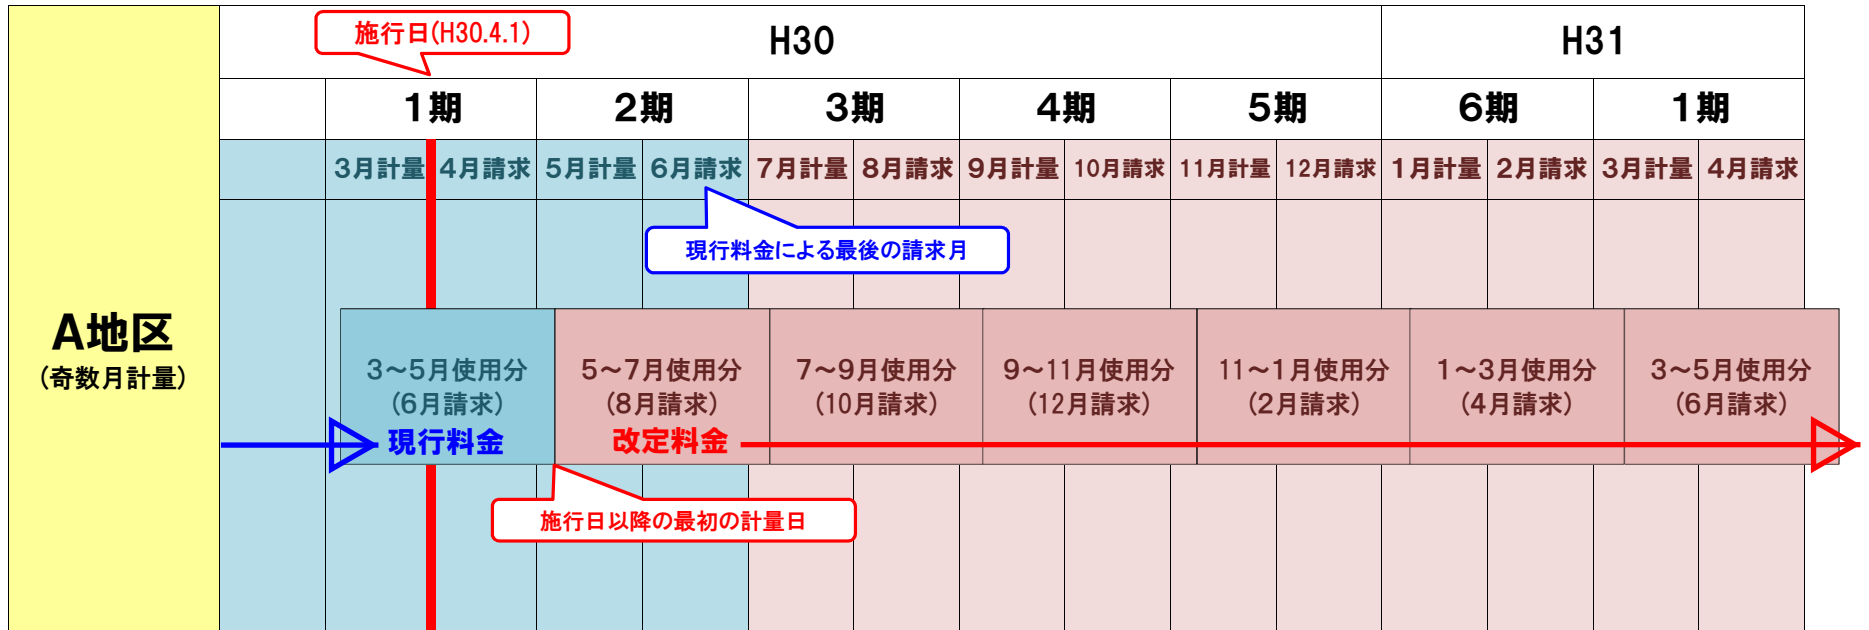 施行日(H30.4.1)
H30
H31
1期
2期
3期
4期
5期
6期
1期
3月計量
4月請求
5月計量
6月請求
7月計量
8月請求
9月計量
10月請求
11月計量
12月請求
1月計量
2月請求
3月計量
4月請求
現行料金による最後の請求月
A地区
(奇数月計量)
3～5月使用分
(6月請求)
現行料金
5～7月使用分
(8月請求)
改定料金
7～9月使用分
(10月請求)
9～11月使用分
(12月請求)
11～1月使用分
(2月請求)
1～3月使用分
(4月請求)
3～5月使用分
(6月請求)
施行日以降の最初の計量日